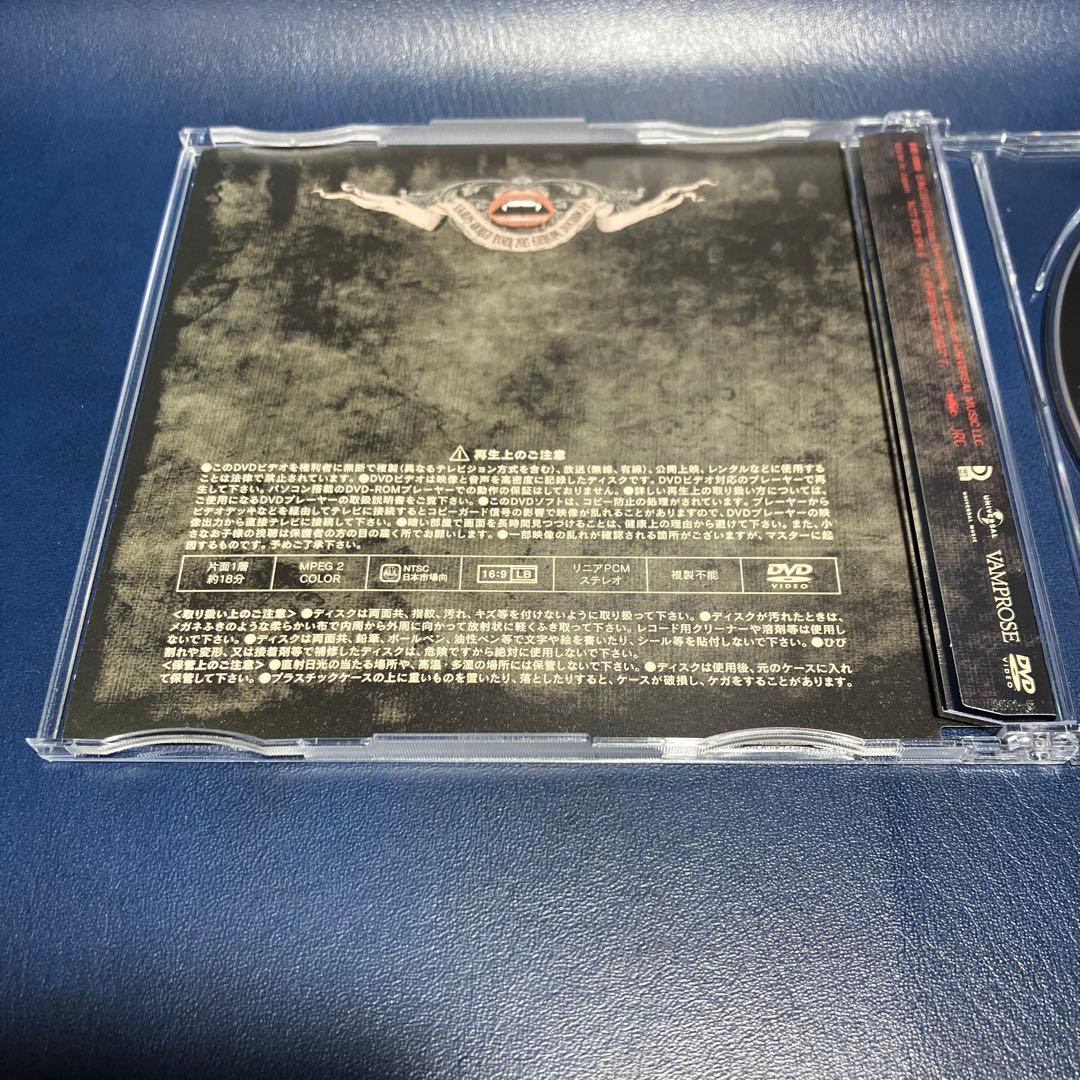 再生上のご注意
●このDVDビデオを権利者に無断で複製(異なるテレビジョン方式を含む)、放送(無線、有線)、公開上映、レンタルなどに使用する
ことは法律で禁止されています。●DVDビデオは映像と音声を高密度に記録したディスクです。DVDビデオ対応のプレーヤーで再
生して下さい。パソコン搭載のDVD-ROMプレーヤーでの動作の保証はしておりません。●詳しい再生上の取り扱い方については、
ご使用になるDVDプレーヤーの取扱説明書をご覧下さい。●このDVDソフトは、コピー防止の処理がされています。DVDプレーヤーから
ビデオデッキなどを経由してテレビに接続するとコピーガード信号の影響で映像が乱れることがありますので、DVDプレーヤーの映
像出力から直接テレビに接続して下さい。●暗い部屋で画面を長時間見つづけることは、健康上の理由から避けて下さい。また、小
さなお子様の視聴は保護者の方の目の届く所でお願いします。●一部映像の乱れが確認される箇所がございますが、マスターに起
因するものです。予めご了承下さい。
片面1層 約18分
MPEG 2 COLOR
ALL NTSC 日本市場向
16:9 LB
リニアPCM ステレオ
複製不能
DVD VIDEO
<取り扱い上のご注意>●ディスクは両面共、指紋、汚れ、キズ等を付けないように取り扱って下さい。●ディスクが汚れたときは、
メガネふきのような柔らかい布で内周から外周に向かって放射状に軽くふき取って下さい。レコード用クリーナーや溶剤等は使用し
ないで下さい。●ディスクは両面共、鉛筆、ボールペン、油性ペン等で文字や絵を書いたり、シール等を貼付しないで下さい。●ひび
割れや変形、又は接着剤等で補修したディスクは、危険ですから絶対に使用しないで下さい。
<保管上のご注意>●直射日光の当たる場所や、高温・多湿の場所には保管しないで下さい。●ディスクは使用後、元のケースに入れ
て保管して下さい。●プラスチックケースの上に重いものを置いたり、落としたりすると、ケースが破損し、ケガをすることがあります。
NOT FOR SALE
UNIVERSAL MUSIC LLC
JRC
UNIVERSAL
UNIVERSAL MUSIC
VAMPROSE
DVD VIDEO